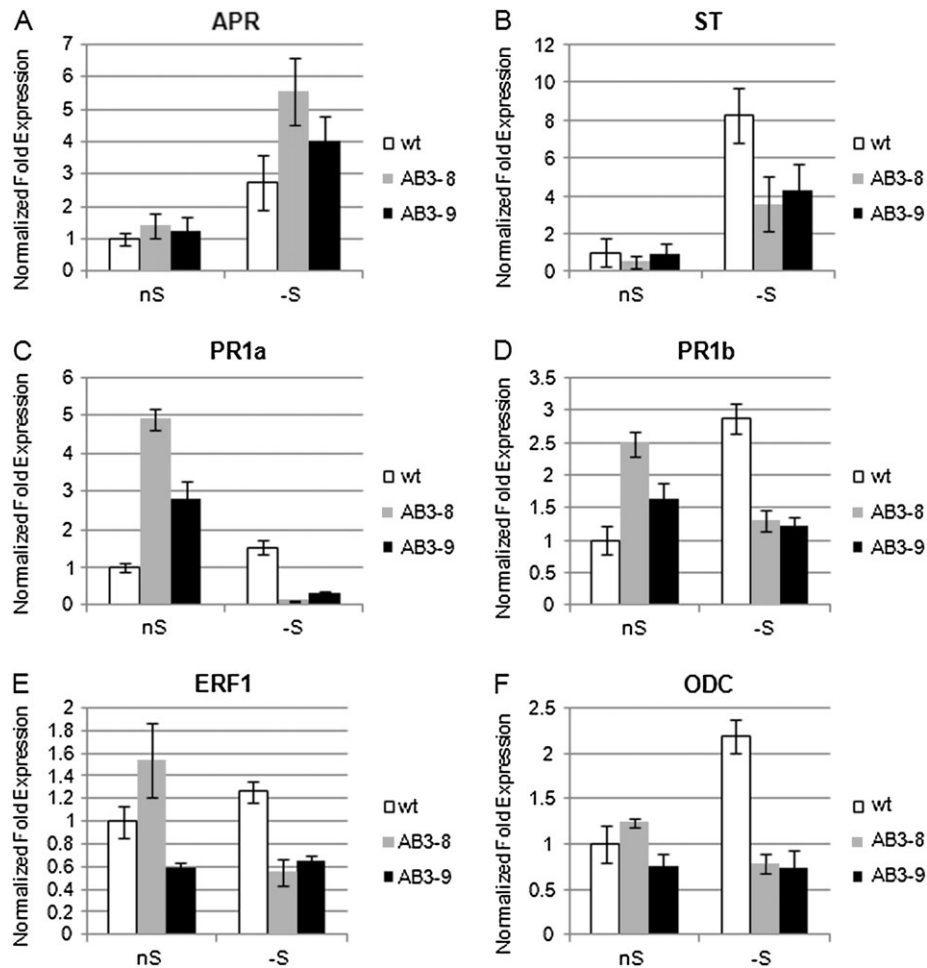 A
APR
Normalized Fold Expression
7
6
5
4
3
2
1
0
nS
-S
wt
AB3-8
AB3-9
B
ST
Normalized Fold Expression
12
10
8
6
4
2
0
nS
-S
wt
AB3-8
AB3-9
C
PR1a
Normalized Fold Expression
6
5
4
3
2
1
0
nS
-S
wt
AB3-8
AB3-9
D
PR1b
Normalized Fold Expression
3.5
3
2.5
2
1.5
1
0.5
0
nS
-S
wt
AB3-8
AB3-9
E
ERF1
Normalized Fold Expression
2
1.8
1.6
1.4
1.2
1
0.8
0.6
0.4
0.2
0
nS
-S
wt
AB3-8
AB3-9
F
ODC
Normalized Fold Expression
2.5
2
1.5
1
0.5
0
nS
-S
wt
AB3-8
AB3-9